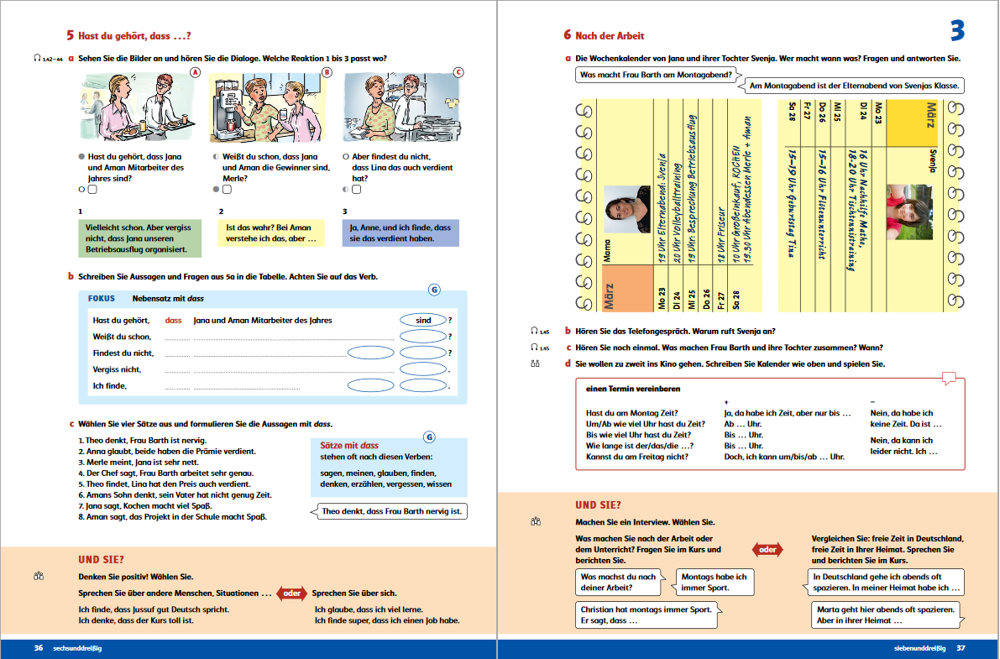 5 Hast du gehört, dass …?
1.42–44 a Sehen Sie die Bilder an und hören Sie die Dialoge. Welche Reaktion 1 bis 3 passt wo?
A
B
C
Hast du gehört, dass Jana
und Aman Mitarbeiter des
Jahres sind?
Weißt du schon, dass Jana
und Aman die Gewinner sind,
Merle?
Aber findest du nicht,
dass Lina das auch verdient
hat?
1
Vielleicht schon. Aber vergiss
nicht, dass Jana unseren
Betriebsausflug organisiert.
2
Ist das wahr? Bei Aman
verstehe ich das, aber …
3
Ja, Anne, und ich finde, dass
sie das verdient haben.
b Schreiben Sie Aussagen und Fragen aus 5a in die Tabelle. Achten Sie auf das Verb.
G
FOKUS Nebensatz mit dass
Hast du gehört, dass Jana und Aman Mitarbeiter des Jahres sind ?
Weißt du schon, ?
Findest du nicht, ?
Vergiss nicht, .
Ich finde, .
c Wählen Sie vier Sätze aus und formulieren Sie die Aussagen mit dass.
1. Theo denkt, Frau Barth ist nervig.
2. Anna glaubt, beide haben die Prämie verdient.
3. Merle meint, Jana ist sehr nett.
4. Der Chef sagt, Frau Barth arbeitet sehr genau.
5. Theo findet, Lina hat den Preis auch verdient.
6. Amans Sohn denkt, sein Vater hat nicht genug Zeit.
7. Jana sagt, Kochen macht viel Spaß.
8. Aman sagt, das Projekt in der Schule macht Spaß.
G
Sätze mit dass
stehen oft nach diesen Verben:
sagen, meinen, glauben, finden,
denken, erzählen, vergessen, wissen
Theo denkt, dass Frau Barth nervig ist.
UND SIE?
Denken Sie positiv! Wählen Sie.
Sprechen Sie über andere Menschen, Situationen … oder Sprechen Sie über sich.
Ich finde, dass Jussuf gut Deutsch spricht.
Ich denke, dass der Kurs toll ist.
Ich glaube, dass ich viel lerne.
Ich finde super, dass ich einen Job habe.
36 sechsunddreißig
3
6 Nach der Arbeit
a Die Wochenkalender von Jana und ihrer Tochter Svenja. Wer macht wann was? Fragen und antworten Sie.
Was macht Frau Barth am Montagabend?
Am Montagabend ist der Elternabend von Svenjas Klasse.
März
Mama
Mo 23 19 Uhr Elternabend: Svenja
Di 24 20 Uhr Volleyballtraining
Mi 25 19 Uhr: Besprechung Betriebsausflug
Do 26
Fr 27 18 Uhr Friseur
Sa 28 10 Uhr Großeinkauf, KOCHEN
19.30 Uhr Abendessen Merle + Aman
März
Svenja
Mo 23
Di 24 16 Uhr Nachhilfe Mathe,
18-20 Uhr Tischtennistraining
Mi 25
Do 26 15–16 Uhr Flötenunterricht
Fr 27
Sa 28 15–19 Uhr Geburtstag Tina
1.45 b Hören Sie das Telefongespräch. Warum ruft Svenja an?
1.45 c Hören Sie noch einmal. Was machen Frau Barth und ihre Tochter zusammen? Wann?
d Sie wollen zu zweit ins Kino gehen. Schreiben Sie Kalender wie oben und spielen Sie.
einen Termin vereinbaren
+ –
Hast du am Montag Zeit?
Um/Ab wie viel Uhr hast du Zeit?
Bis wie viel Uhr hast du Zeit?
Wie lange ist der/das/die …?
Kannst du am Freitag nicht?
Ja, da habe ich Zeit, aber nur bis …
Ab … Uhr.
Bis … Uhr.
Bis … Uhr.
Doch, ich kann um/bis/ab … Uhr.
Nein, da habe ich
keine Zeit. Da ist …
Nein, da kann ich
leider nicht. Ich …
UND SIE?
Machen Sie ein Interview. Wählen Sie.
Was machen Sie nach der Arbeit oder
dem Unterricht? Fragen Sie im Kurs und
berichten Sie.
oder
Vergleichen Sie: freie Zeit in Deutschland,
freie Zeit in Ihrer Heimat. Sprechen Sie
und berichten Sie im Kurs.
Was machst du nach
deiner Arbeit?
Montags habe ich
immer Sport.
Christian hat montags immer Sport.
Er sagt, dass …
In Deutschland gehe ich abends oft
spazieren. In meiner Heimat habe ich …
Marta geht hier abends oft spazieren.
Aber in ihrer Heimat …
siebenunddreißig 37